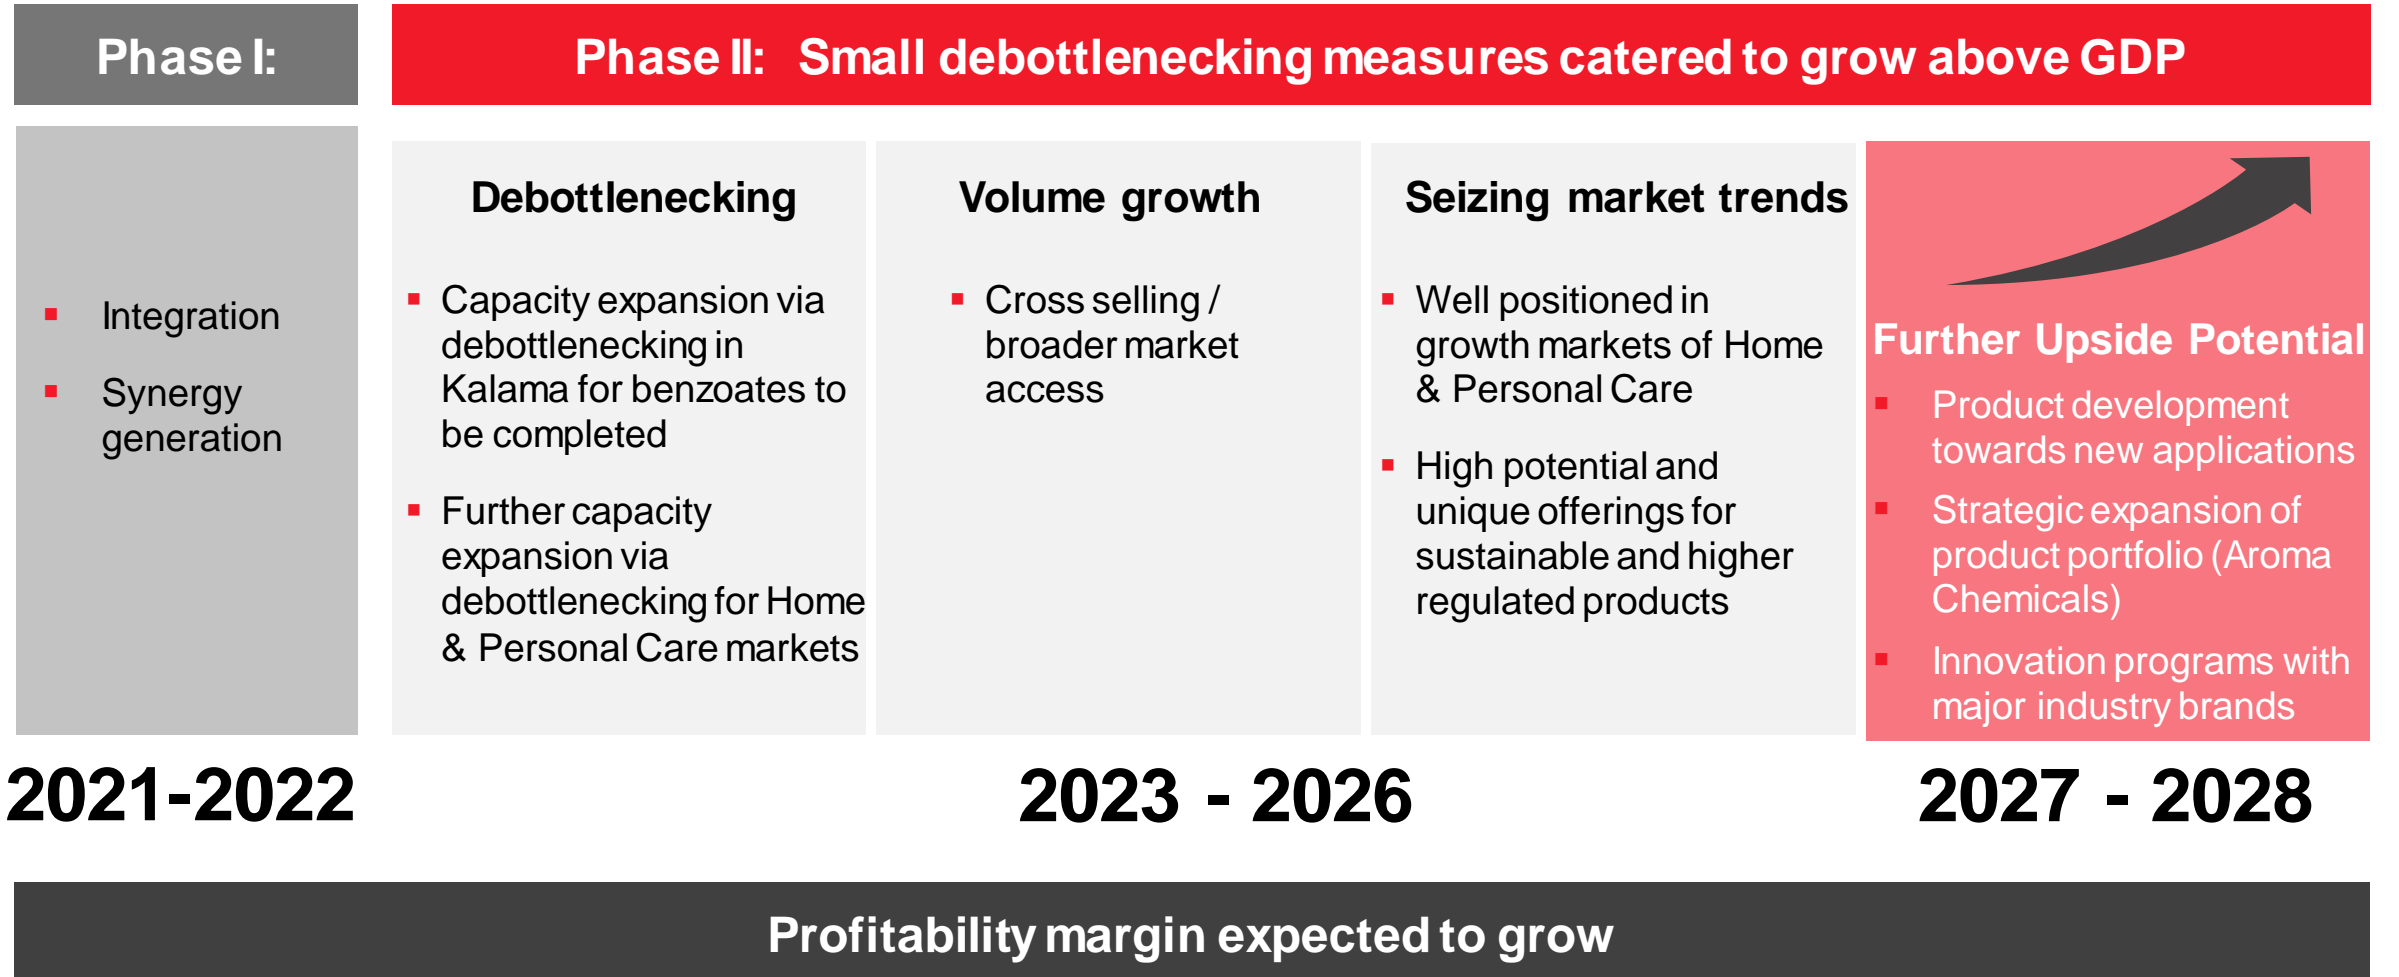 Phase I:
Phase II: Small debottlenecking measures catered to grow above GDP
▪ Integration
▪ Synergy
generation
Debottlenecking
▪ Capacity expansion via
debottlenecking in
Kalama for benzoates to
be completed
▪ Further capacity
expansion via
debottlenecking for Home
& Personal Care markets
Volume growth
▪ Cross selling /
broader market
access
Seizing market trends
▪ Well positioned in
growth markets of Home
& Personal Care
▪ High potential and
unique offerings for
sustainable and higher
regulated products
Further Upside Potential
▪ Product development
towards new applications
▪ Strategic expansion of
product portfolio (Aroma
Chemicals)
▪ Innovation programs with
major industry brands
2021-2022
2023 - 2026
2027 - 2028
Profitability margin expected to grow